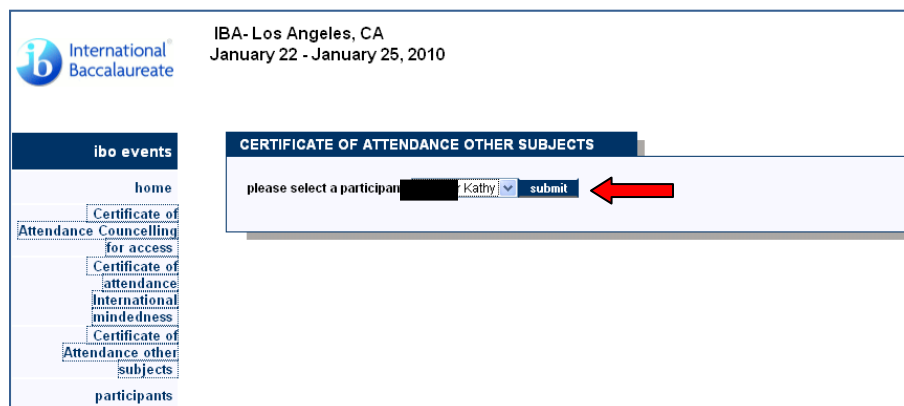 International
Baccalaureate
IBA- Los Angeles, CA
January 22 - January 25, 2010
ibo events
home
Certificate of
Attendance Councelling
for access
Certificate of
attendance
International
mindedness
Certificate of
Attendance other
subjects
participants
CERTIFICATE OF ATTENDANCE OTHER SUBJECTS
please select a participan Kathy submit